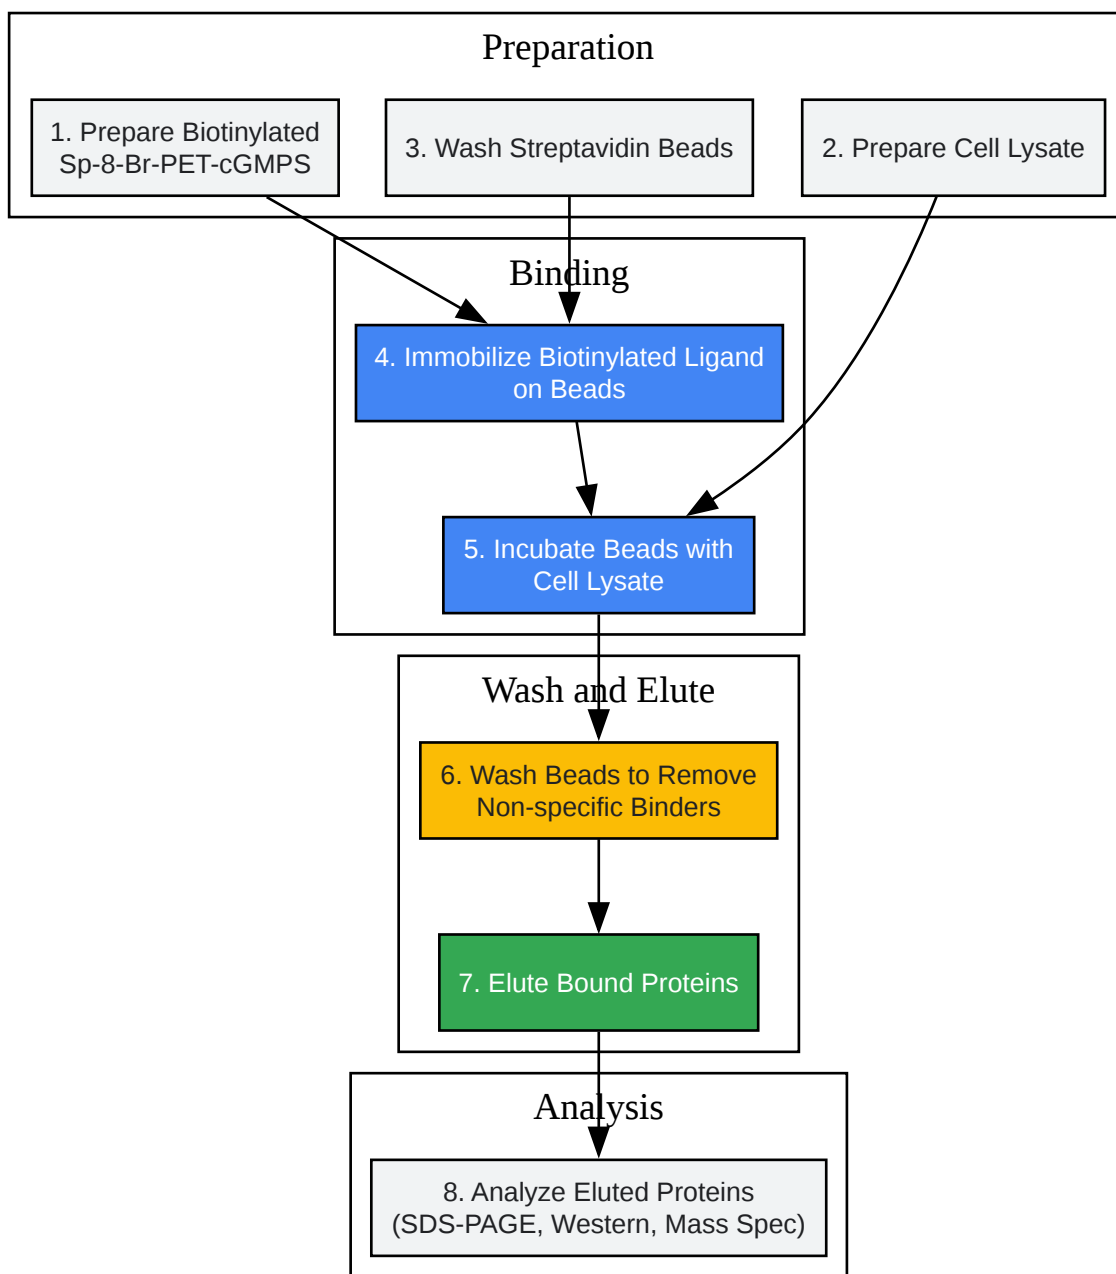 Preparation
1. Prepare Biotinylated
Sp-8-Br-PET-cGMPS
3. Wash Streptavidin Beads
2. Prepare Cell Lysate
Binding
4. Immobilize Biotinylated Ligand
on Beads
5. Incubate Beads with
Cell Lysate
Wash and Elute
6. Wash Beads to Remove
Non-specific Binders
7. Elute Bound Proteins
Analysis
8. Analyze Eluted Proteins
(SDS-PAGE, Western, Mass Spec)